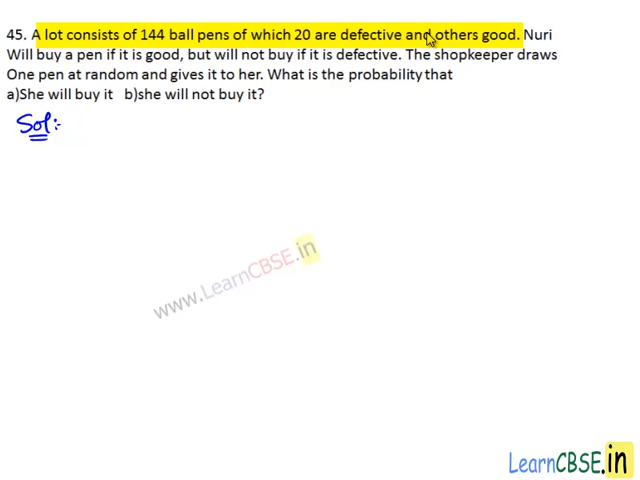 45. A lot consists of 144 ball pens of which 20 are defective and others good. Nuri
Will buy a pen if it is good, but will not buy if it is defective. The shopkeeper draws
One pen at random and gives it to her. What is the probability that
a)She will buy it b)she will not buy it?
Sol:
www.LearnCBSE.in
LearnCBSE.in